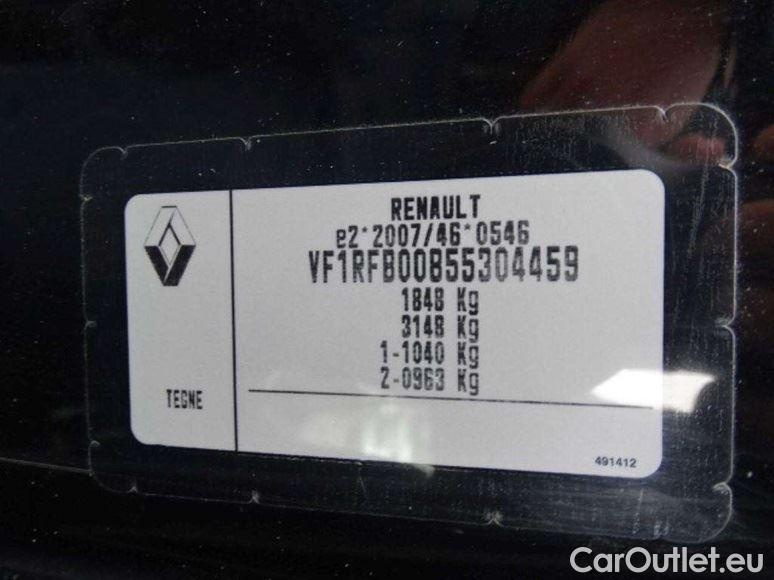 RENAULT
e2*2007/46*0546
VF1RFB00855304459
1848 Kg
3148 Kg
1-1040 Kg
2-0963 Kg
TEGNE
491412
CarOutlet.eu